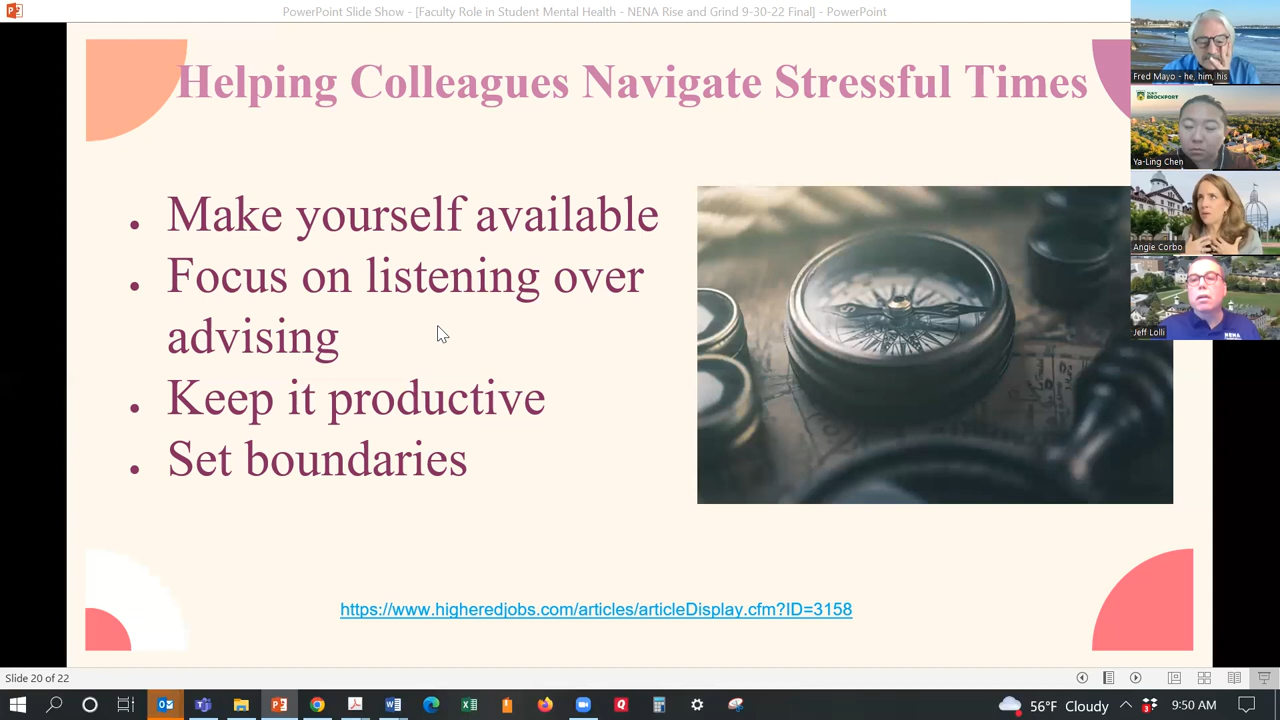 PowerPoint Slide Show - [Faculty Role in Student Mental Health - NENA Rise and Grind 9-30-22 Final] - PowerPoint
Helping Colleagues Navigate Stressful Times
Fred Mayo - he, him, his
BROCKPORT
Ya-Ling Chen
Angie Corbo
Jeff Lolli
NENA
• Make yourself available
• Focus on listening over
advising
• Keep it productive
• Set boundaries
https://www.higheredjobs.com/articles/articleDisplay.cfm?ID=3158
Slide 20 of 22
56°F Cloudy
9:50 AM